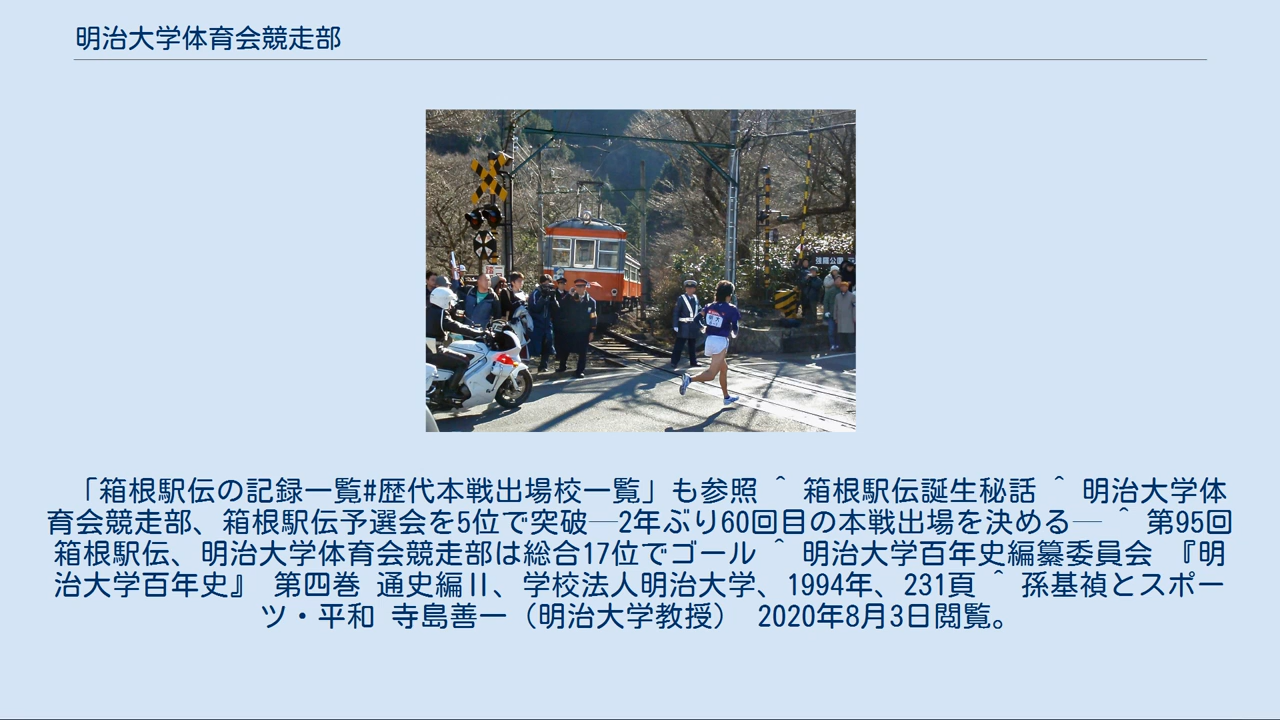 明治大学体育会競走部
強羅公園
「箱根駅伝の記録一覧#歴代本戦出場校一覧」も参照 ^ 箱根駅伝誕生秘話 ^ 明治大学体
育会競走部、箱根駅伝予選会を5位で突破―2年ぶり60回目の本戦出場を決める― ^ 第95回
箱根駅伝、明治大学体育会競走部は総合17位でゴール ^ 明治大学百年史編纂委員会 『明
治大学百年史』 第四巻 通史編Ⅱ、学校法人明治大学、1994年、231頁 ^ 孫基禎とスポー
ツ・平和 寺島善一（明治大学教授） 2020年8月3日閲覧。